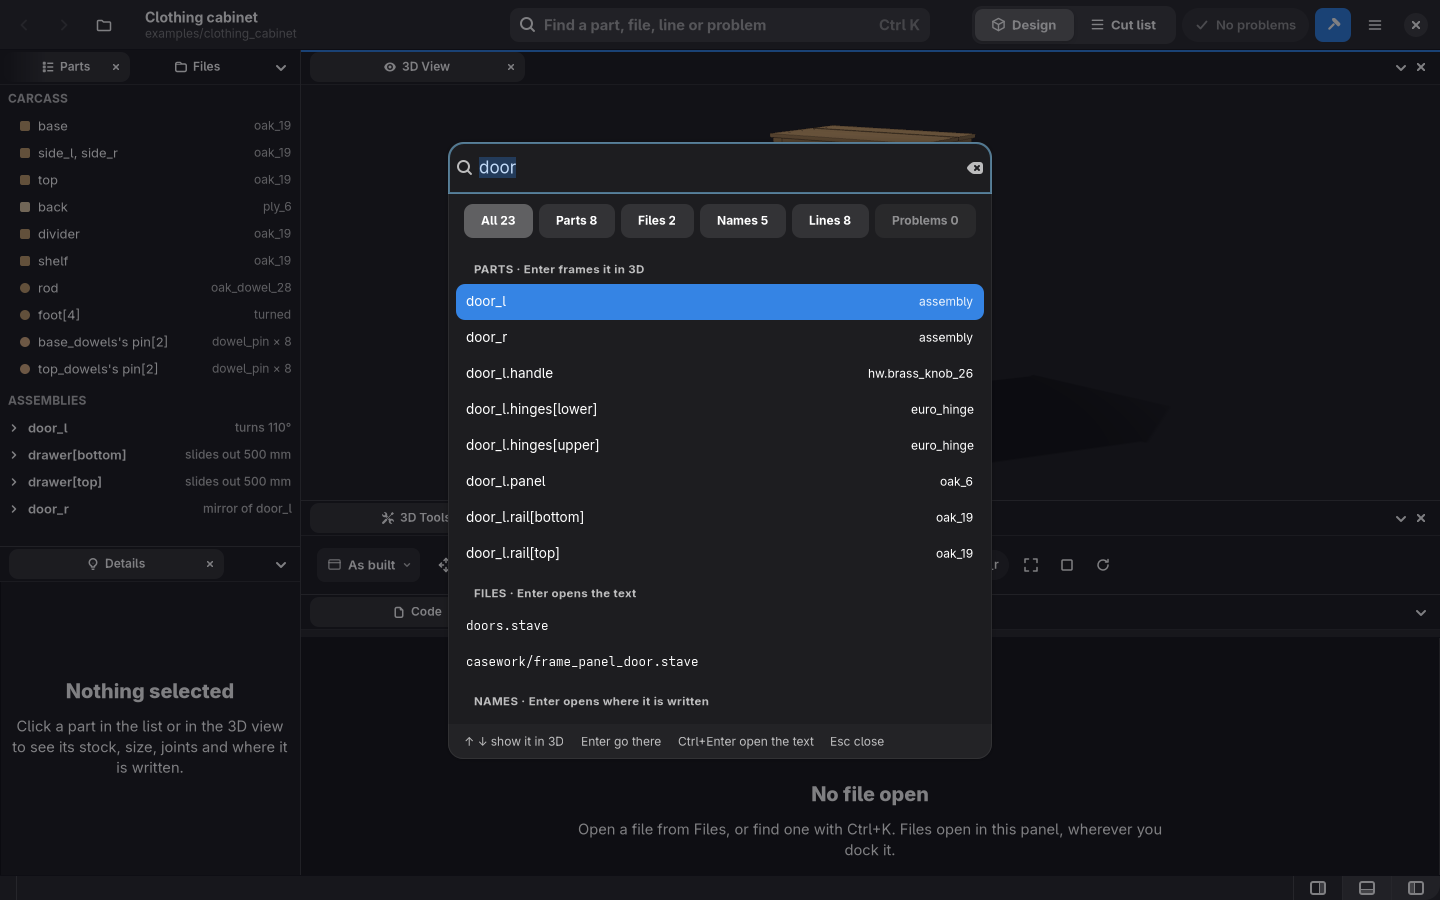 Clothing cabinet
examples/clothing_cabinet
Find a part, file, line or problem
Ctrl K
Design
Cut list
No problems
Parts
Files
3D View
CARCASS
base oak_19
side_l, side_r oak_19
top oak_19
back ply_6
divider oak_19
shelf oak_19
rod oak_dowel_28
foot[4] turned
base_dowels's pin[2] dowel_pin × 8
top_dowels's pin[2] dowel_pin × 8
ASSEMBLIES
door_l turns 110°
drawer[bottom] slides out 500 mm
drawer[top] slides out 500 mm
door_r mirror of door_l
Details
Nothing selected
Click a part in the list or in the 3D view
to see its stock, size, joints and where it
is written.
door
All 23
Parts 8
Files 2
Names 5
Lines 8
Problems 0
PARTS · Enter frames it in 3D
door_l assembly
door_r assembly
door_l.handle hw.brass_knob_26
door_l.hinges[lower] euro_hinge
door_l.hinges[upper] euro_hinge
door_l.panel oak_6
door_l.rail[bottom] oak_19
door_l.rail[top] oak_19
FILES · Enter opens the text
doors.stave
casework/frame_panel_door.stave
NAMES · Enter opens where it is written
↑ ↓ show it in 3D
Enter go there
Ctrl+Enter open the text
Esc close
3D Tools
As built
Code
No file open
Open a file from Files, or find one with Ctrl+K. Files open in this panel, wherever you
dock it.